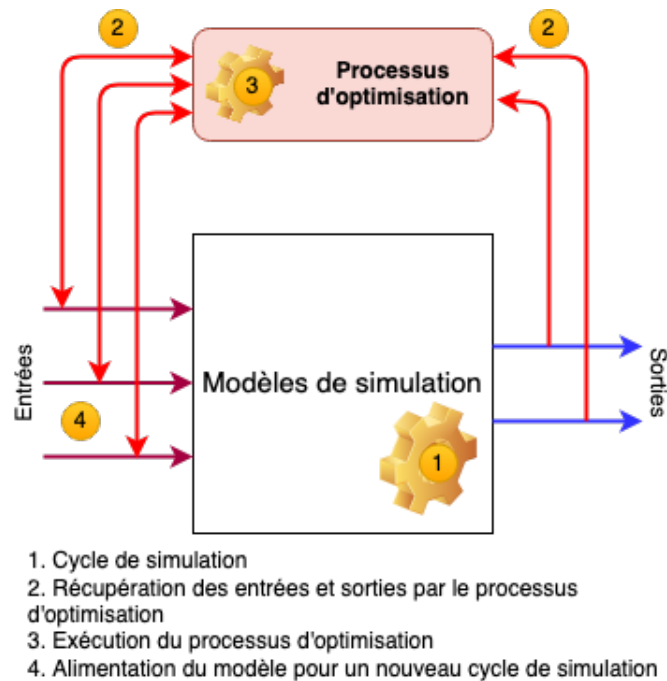 2
2
3
Processus
d'optimisation
Entrées
Modèles de simulation
Sorties
4
1
1. Cycle de simulation
2. Récupération des entrées et sorties par le processus
d'optimisation
3. Exécution du processus d'optimisation
4. Alimentation du modèle pour un nouveau cycle de simulation